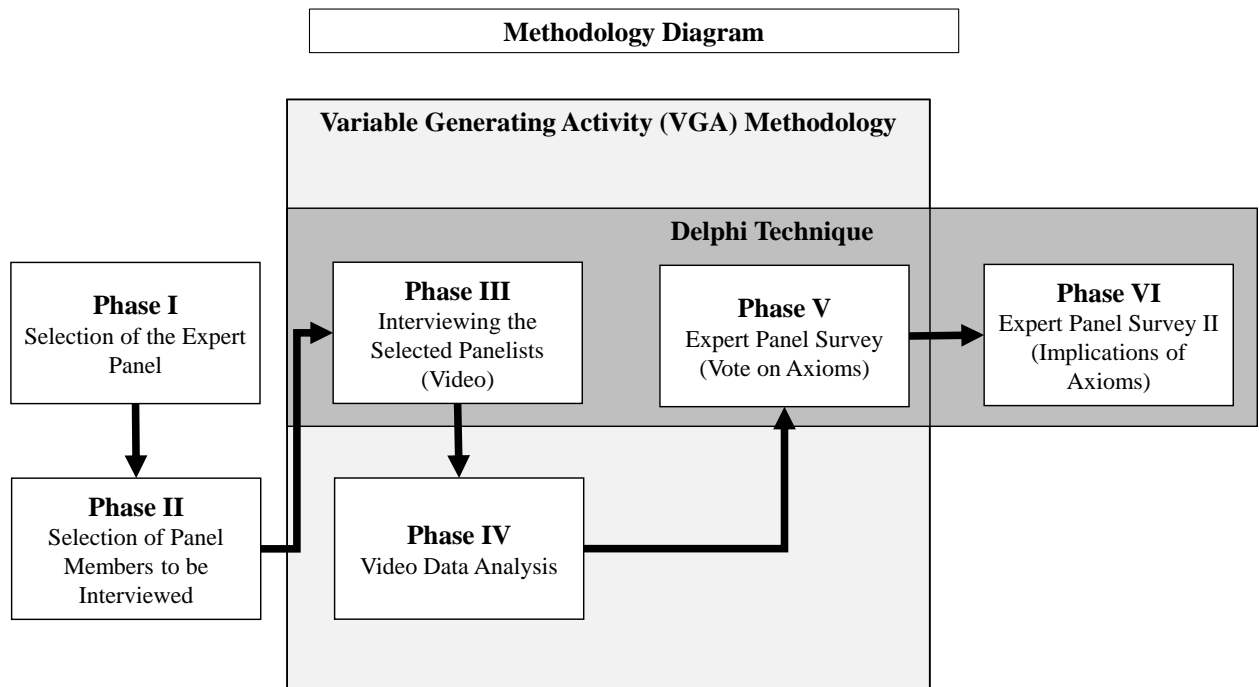 Methodology Diagram
Variable Generating Activity (VGA) Methodology
Delphi Technique
Phase I
Selection of the Expert
Panel
Phase II
Selection of Panel
Members to be
Interviewed
Phase III
Interviewing the
Selected Panelists
(Video)
Phase IV
Video Data Analysis
Phase V
Expert Panel Survey
(Vote on Axioms)
Phase VI
Expert Panel Survey II
(Implications of
Axioms)